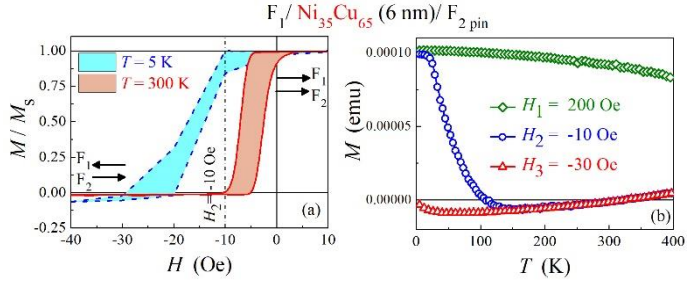 F₁/ Ni₃₅Cu₆₅ (6 nm)/ F₂ pin
1.00
0.75
0.50
0.25
0.00
-0.25
M / Mₛ
T = 5 K
T = 300 K
F₁
F₂
F₁
F₂
H₂ = -10 Oe
(a)
-40
-30
-20
-10
0
10
H (Oe)
0.00010
0.00005
0.00000
M (emu)
H₁ = 200 Oe
H₂ = -10 Oe
H₃ = -30 Oe
(b)
0
100
200
300
400
T (K)